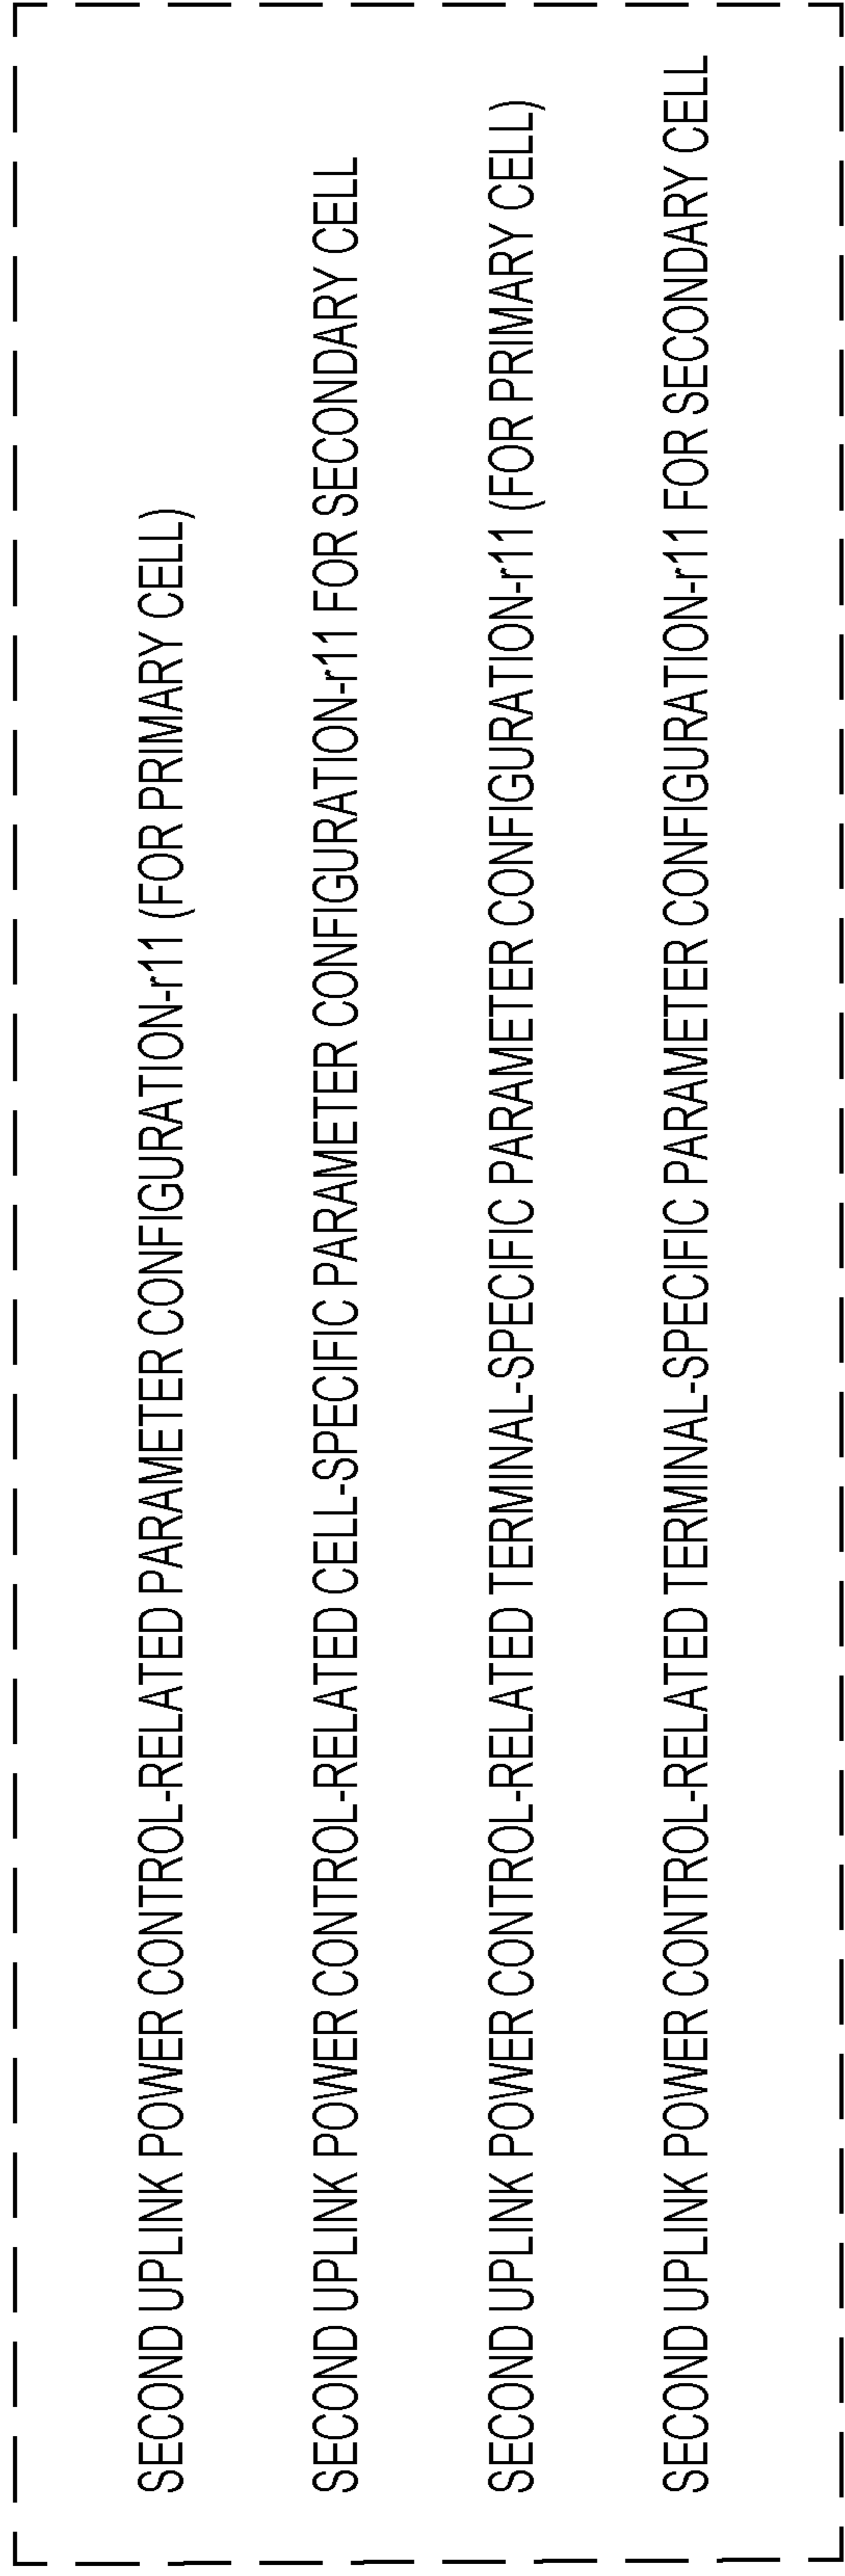 SECOND UPLINK POWER CONTROL-RELATED PARAMETER CONFIGURATION-r11 (FOR PRIMARY CELL)
SECOND UPLINK POWER CONTROL-RELATED CELL-SPECIFIC PARAMETER CONFIGURATION-r11 FOR SECONDARY CELL
SECOND UPLINK POWER CONTROL-RELATED TERMINAL-SPECIFIC PARAMETER CONFIGURATION-r11 (FOR PRIMARY CELL)
SECOND UPLINK POWER CONTROL-RELATED TERMINAL-SPECIFIC PARAMETER CONFIGURATION-r11 FOR SECONDARY CELL